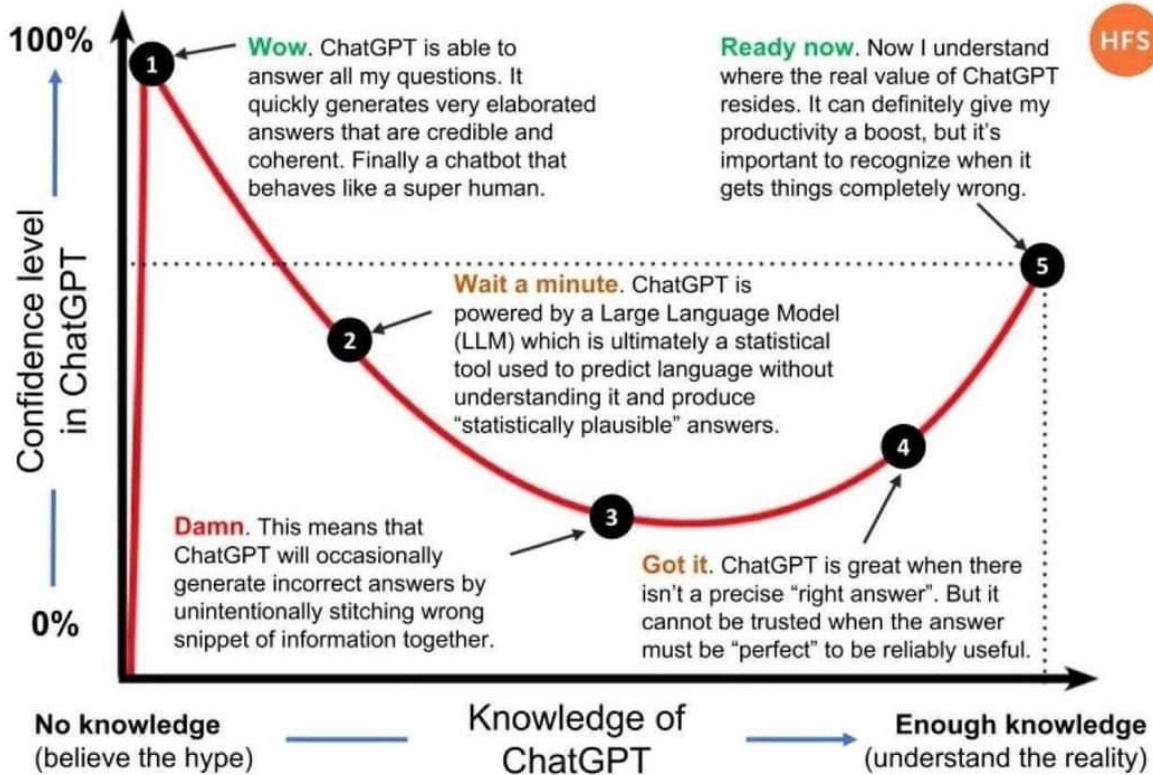 100%
0%
Confidence level
in ChatGPT
1
Wow. ChatGPT is able to
answer all my questions. It
quickly generates very elaborated
answers that are credible and
coherent. Finally a chatbot that
behaves like a super human.
Ready now. Now I understand
where the real value of ChatGPT
resides. It can definitely give my
productivity a boost, but it’s
important to recognize when it
gets things completely wrong.
HFS
5
2
Wait a minute. ChatGPT is
powered by a Large Language Model
(LLM) which is ultimately a statistical
tool used to predict language without
understanding it and produce
“statistically plausible” answers.
4
3
Damn. This means that
ChatGPT will occasionally
generate incorrect answers by
unintentionally stitching wrong
snippet of information together.
Got it. ChatGPT is great when there
isn’t a precise “right answer”. But it
cannot be trusted when the answer
must be “perfect” to be reliably useful.
No knowledge
(believe the hype)
Knowledge of
ChatGPT
Enough knowledge
(understand the reality)